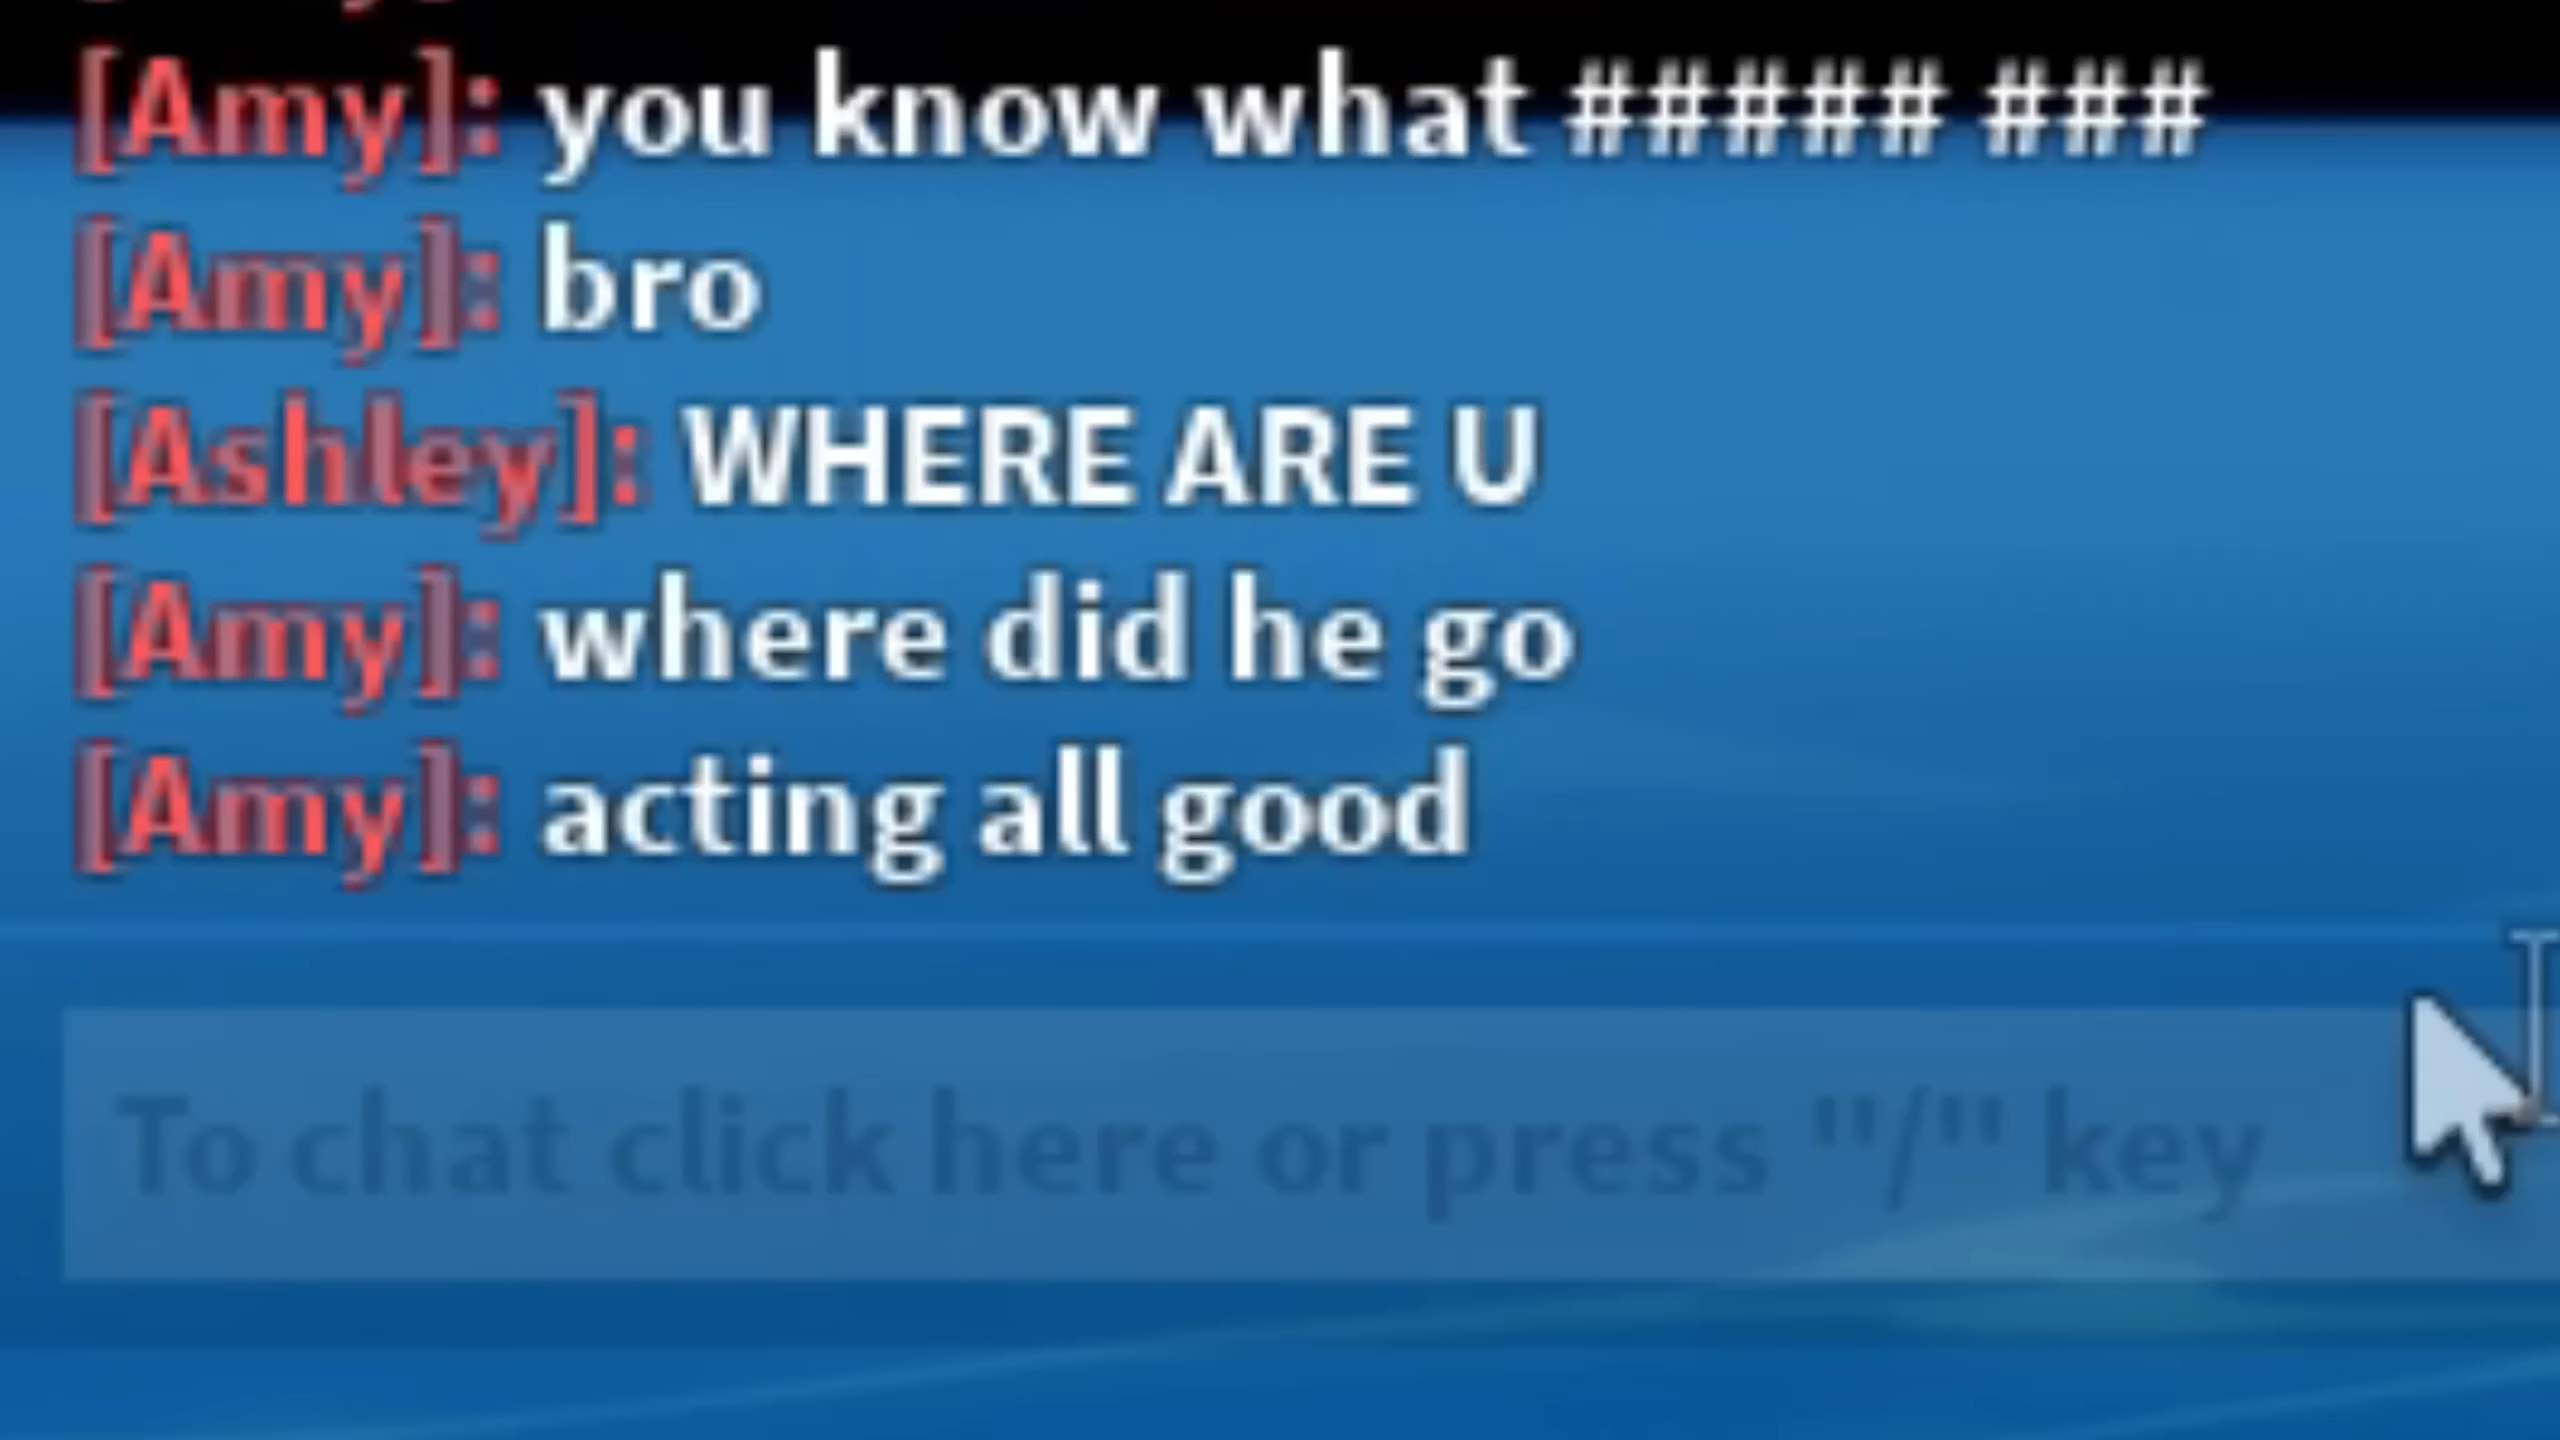 [Amy]: you know what ##### ###
[Amy]: bro
[Ashley]: WHERE ARE U
[Amy]: where did he go
[Amy]: acting all good
To chat click here or press "/" key